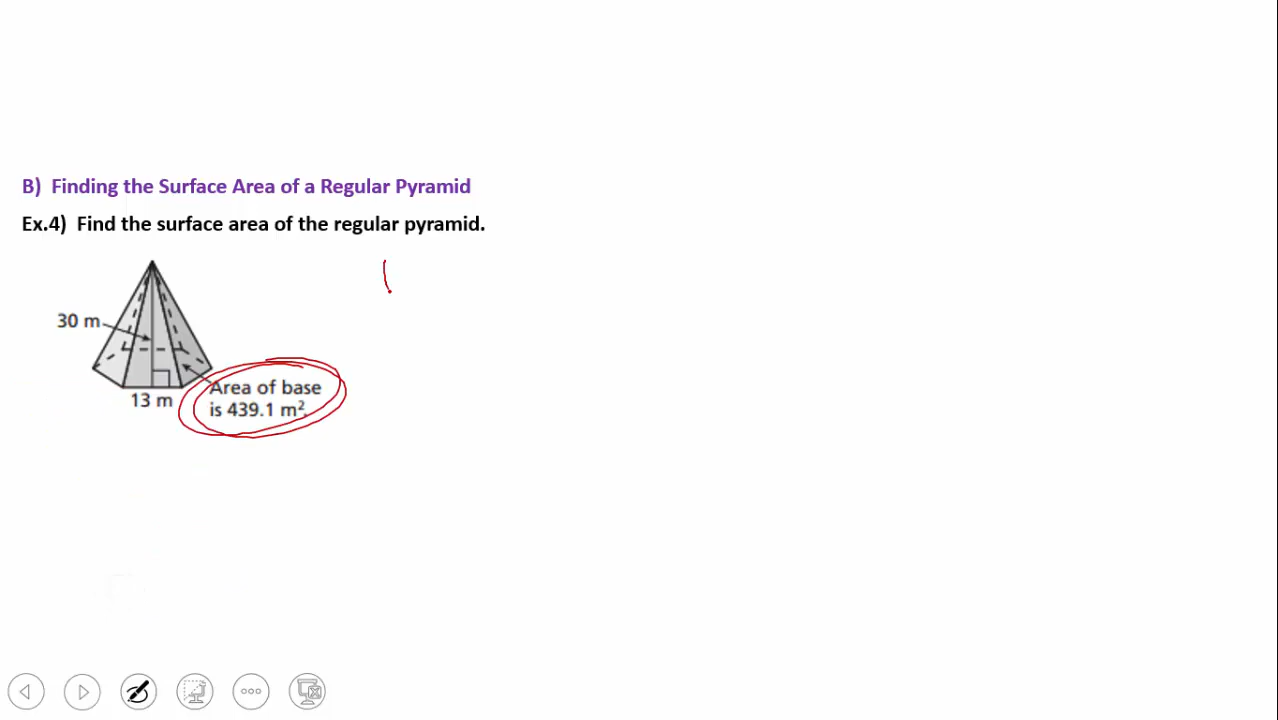 B) Finding the Surface Area of a Regular Pyramid
Ex.4) Find the surface area of the regular pyramid.
30 m
13 m
Area of base
is 439.1 m².